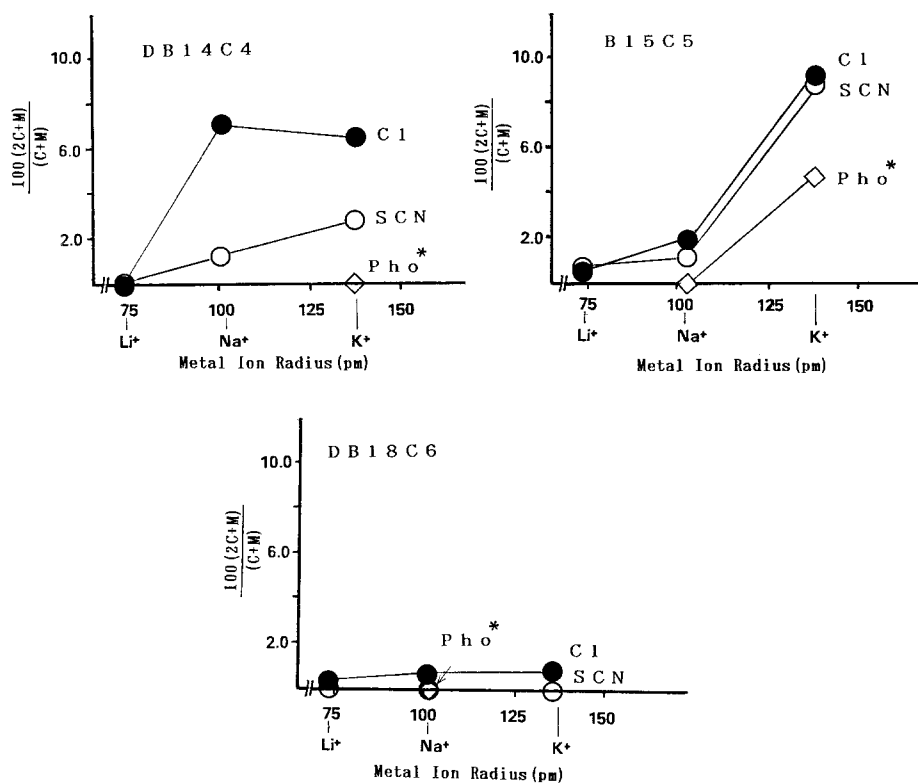 DB14C4
10.0
6.0
2.0
100(2C+M)
(C+M)
Cl
SCN
Pho*
75 100 125 150
Li+ Na+ K+
Metal Ion Radius(pm)
B15C5
10.0
6.0
2.0
100(2C+M)
(C+M)
Cl
SCN
Pho*
75 100 125 150
Li+ Na+ K+
Metal Ion Radius(pm)
DB18C6
10.0
6.0
2.0
100(2C+M)
(C+M)
Pho*
Cl
SCN
75 100 125 150
Li+ Na+ K+
Metal Ion Radius(pm)